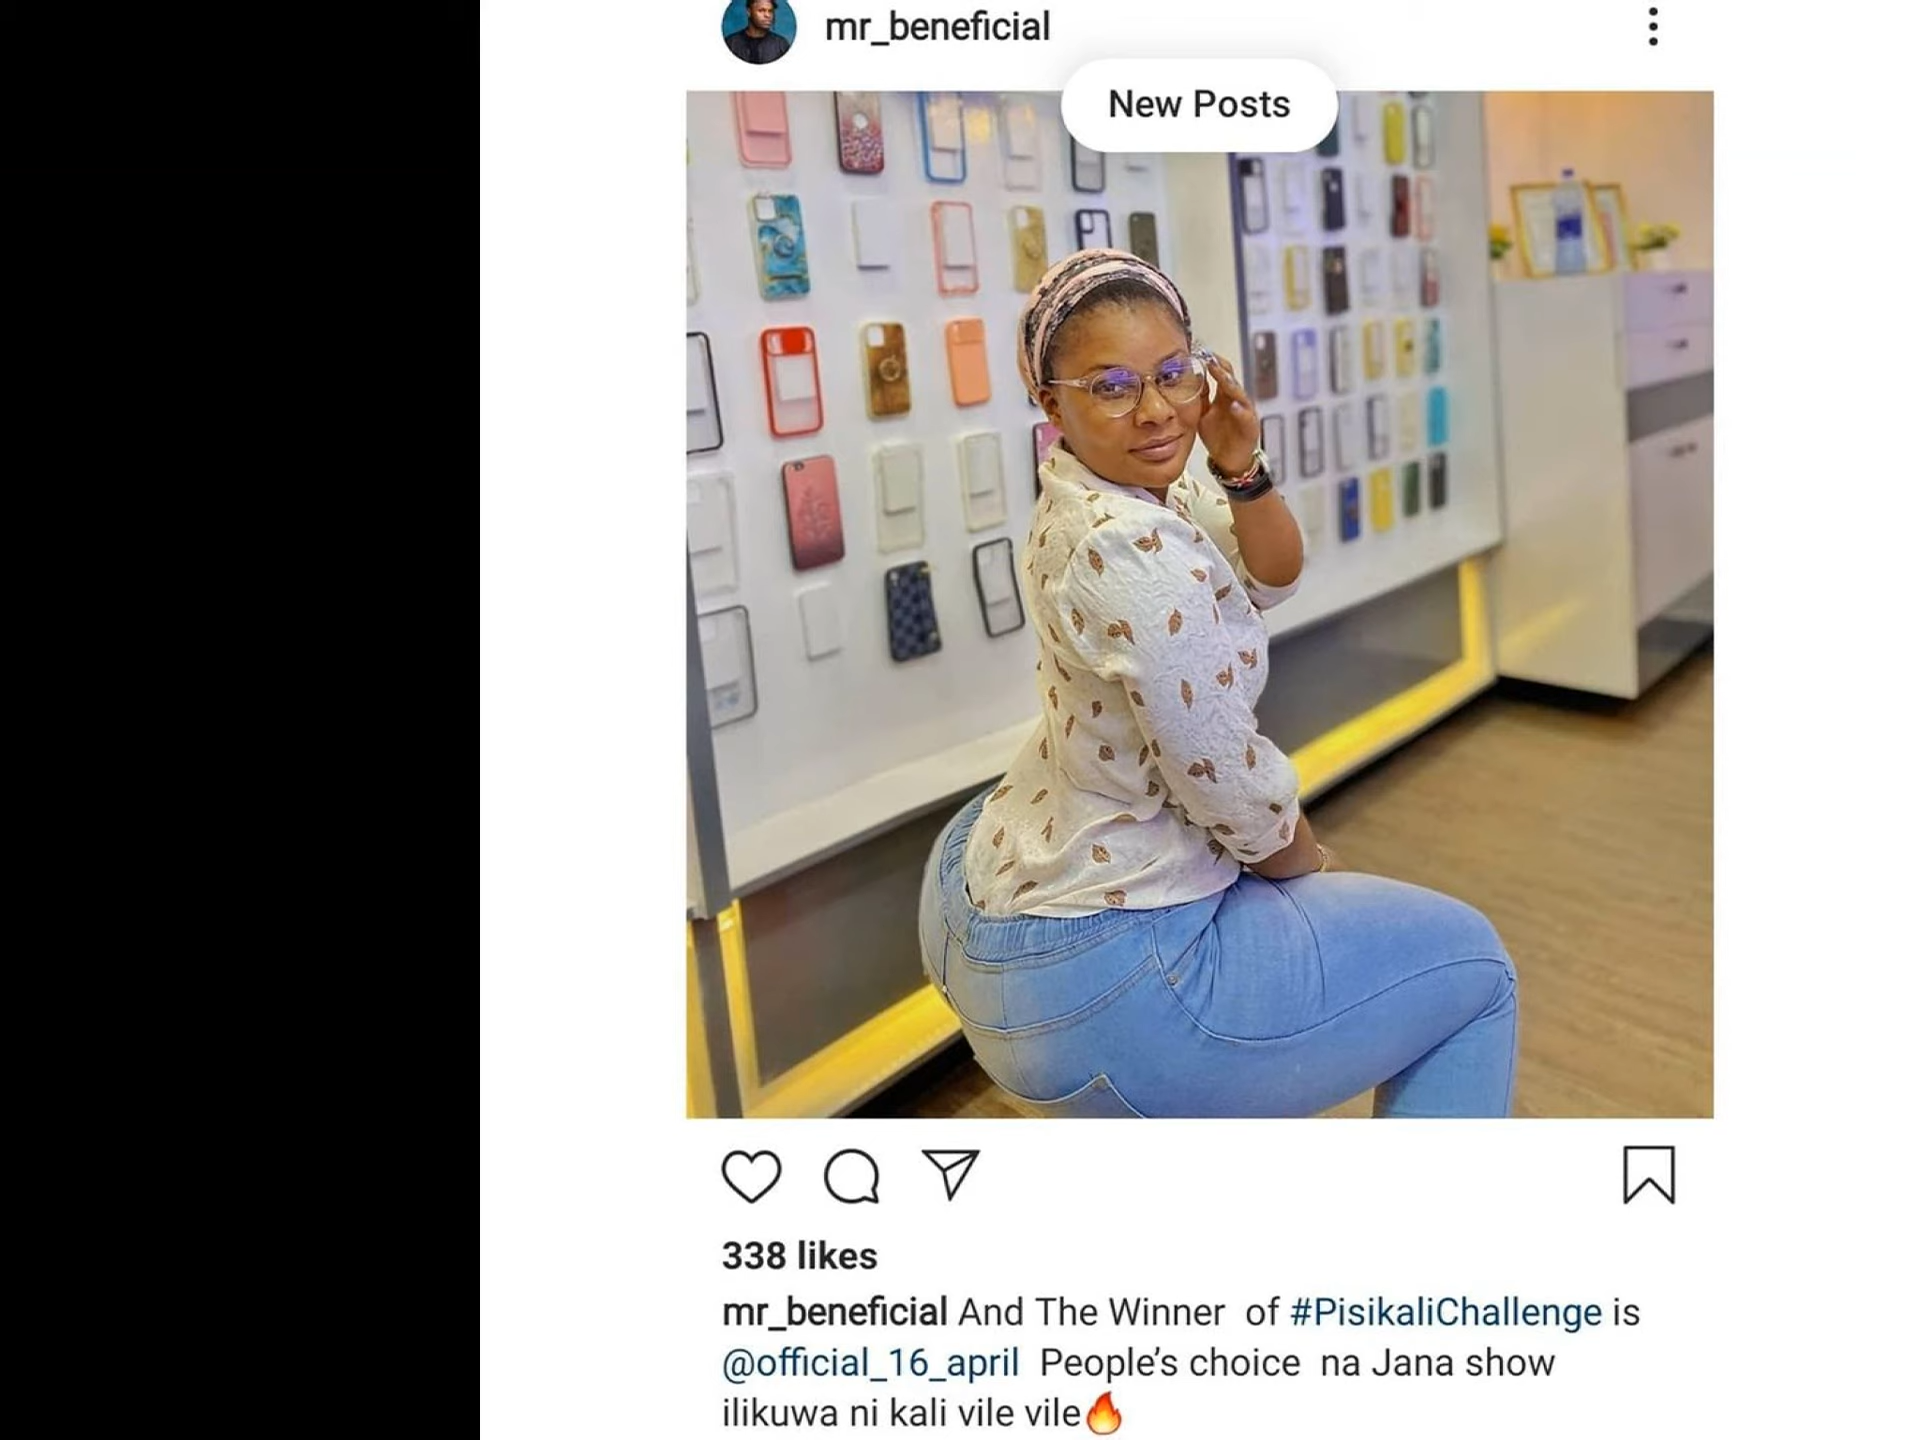 mr_beneficial
New Posts
338 likes
mr_beneficial And The Winner of #PisikaliChallenge is
@official_16_april People’s choice na Jana show
ilikuwa ni kali vile vile🔥